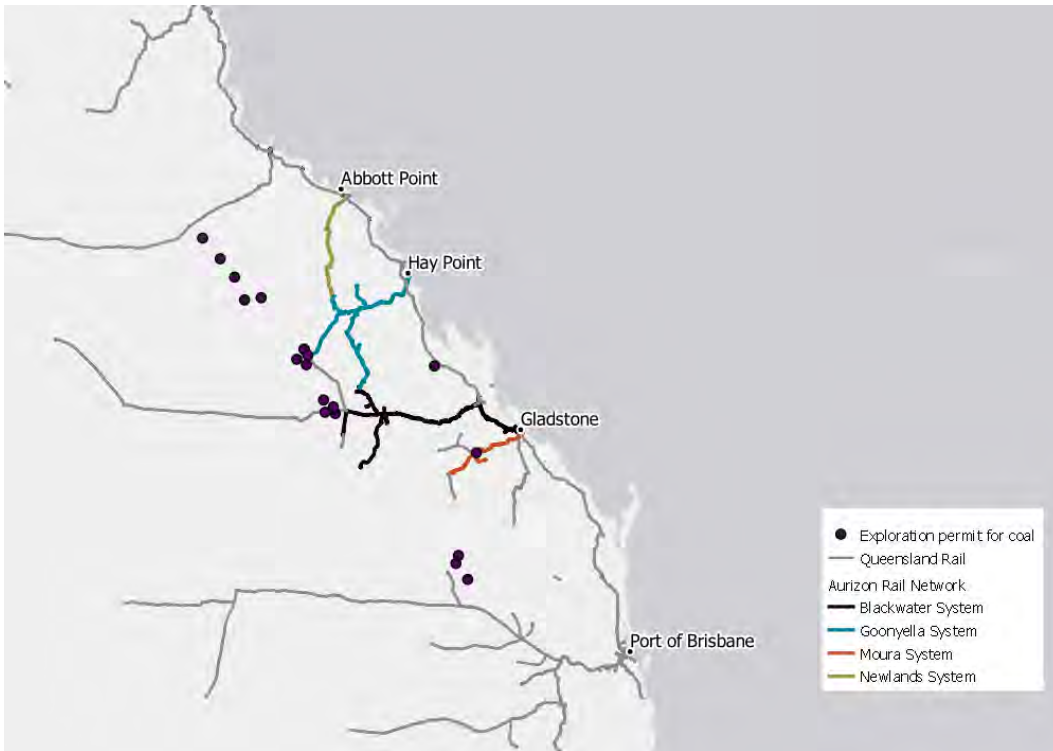 Abbott Point
Hay Point
Gladstone
Exploration permit for coal
Queensland Rail
Aurizon Rail Network
Blackwater System
Goonyella System
Port of Brisbane
Moura System
Newlands System